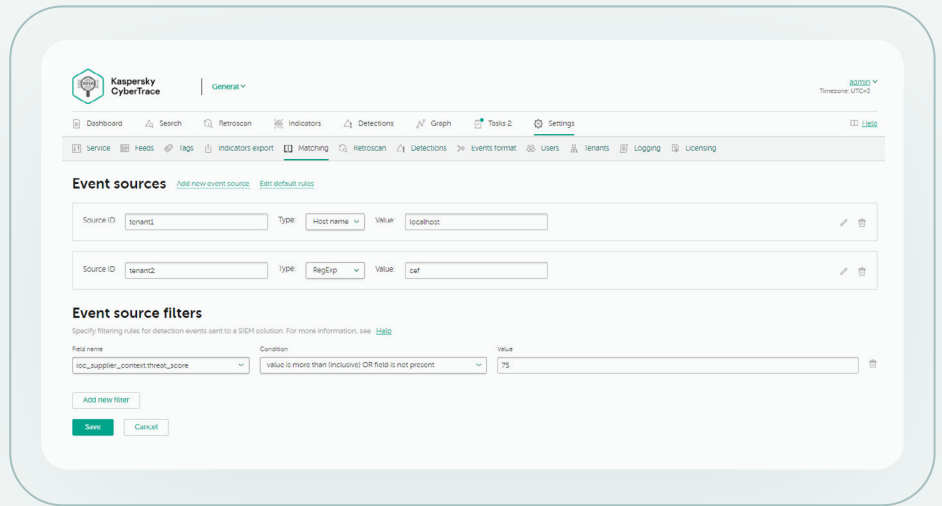 Kaspersky
CyberTrace
General
admin
Timezone: UTC+3
Dashboard Search Retroscan Indicators Detections Graph Tasks 2 Settings Help
Service Feeds Tags Indicators export Matching Retroscan Detections Events format Users Tenants Logging Licensing
Event sources Add new event source Edit default rules
Source ID tenant1 Type: Host name Value: localhost
Source ID tenant2 Type: RegExp Value: cef
Event source filters
Specify filtering rules for detection events sent to a SIEM solution. For more information, see Help
Field name Condition Value
ioc_supplier_context.threat_score value is more than (inclusive) OR field is not present 75
Add new filter
Save Cancel